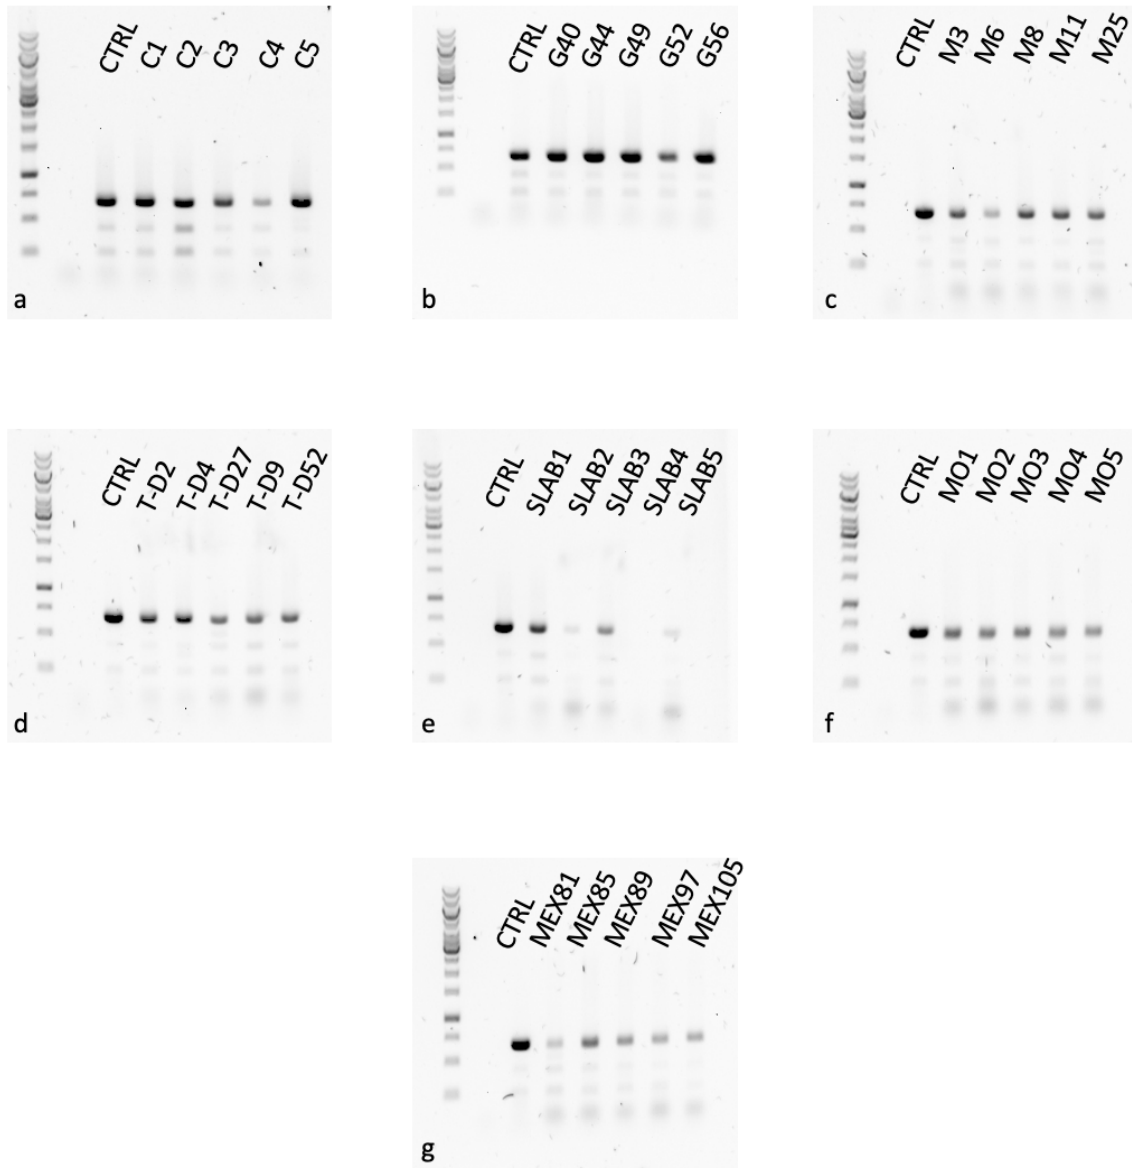 CTRL C1 C2 C3 C4 C5
a
CTRL G40 G44 G49 G52 G56
b
CTRL M3 M6 M8 M11 M25
c
CTRL T-D2 T-D4 T-D27 T-D9 T-D52
d
CTRL SLAB1 SLAB2 SLAB3 SLAB4 SLAB5
e
CTRL MO1 MO2 MO3 MO4 MO5
f
CTRL MEX81 MEX85 MEX89 MEX97 MEX105
g